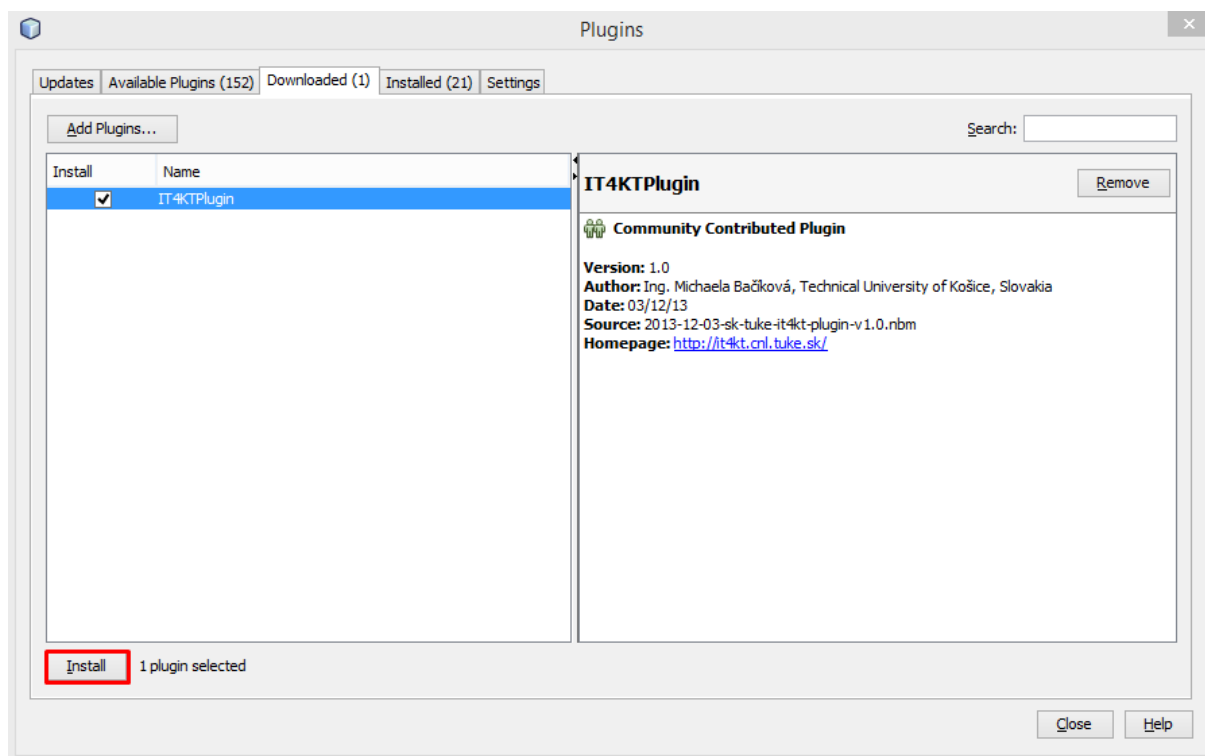 Plugins
Updates Available Plugins (152) Downloaded (1) Installed (21) Settings
Add Plugins...
Search:
Install Name
IT4KTPlugin
IT4KTPlugin
Remove
Community Contributed Plugin
Version: 1.0
Author: Ing. Michaela Bačíková, Technical University of Košice, Slovakia
Date: 03/12/13
Source: 2013-12-03-sk-tuke-it4kt-plugin-v1.0.nbm
Homepage: http://it4kt.cnl.tuke.sk/
Install 1 plugin selected
Close Help